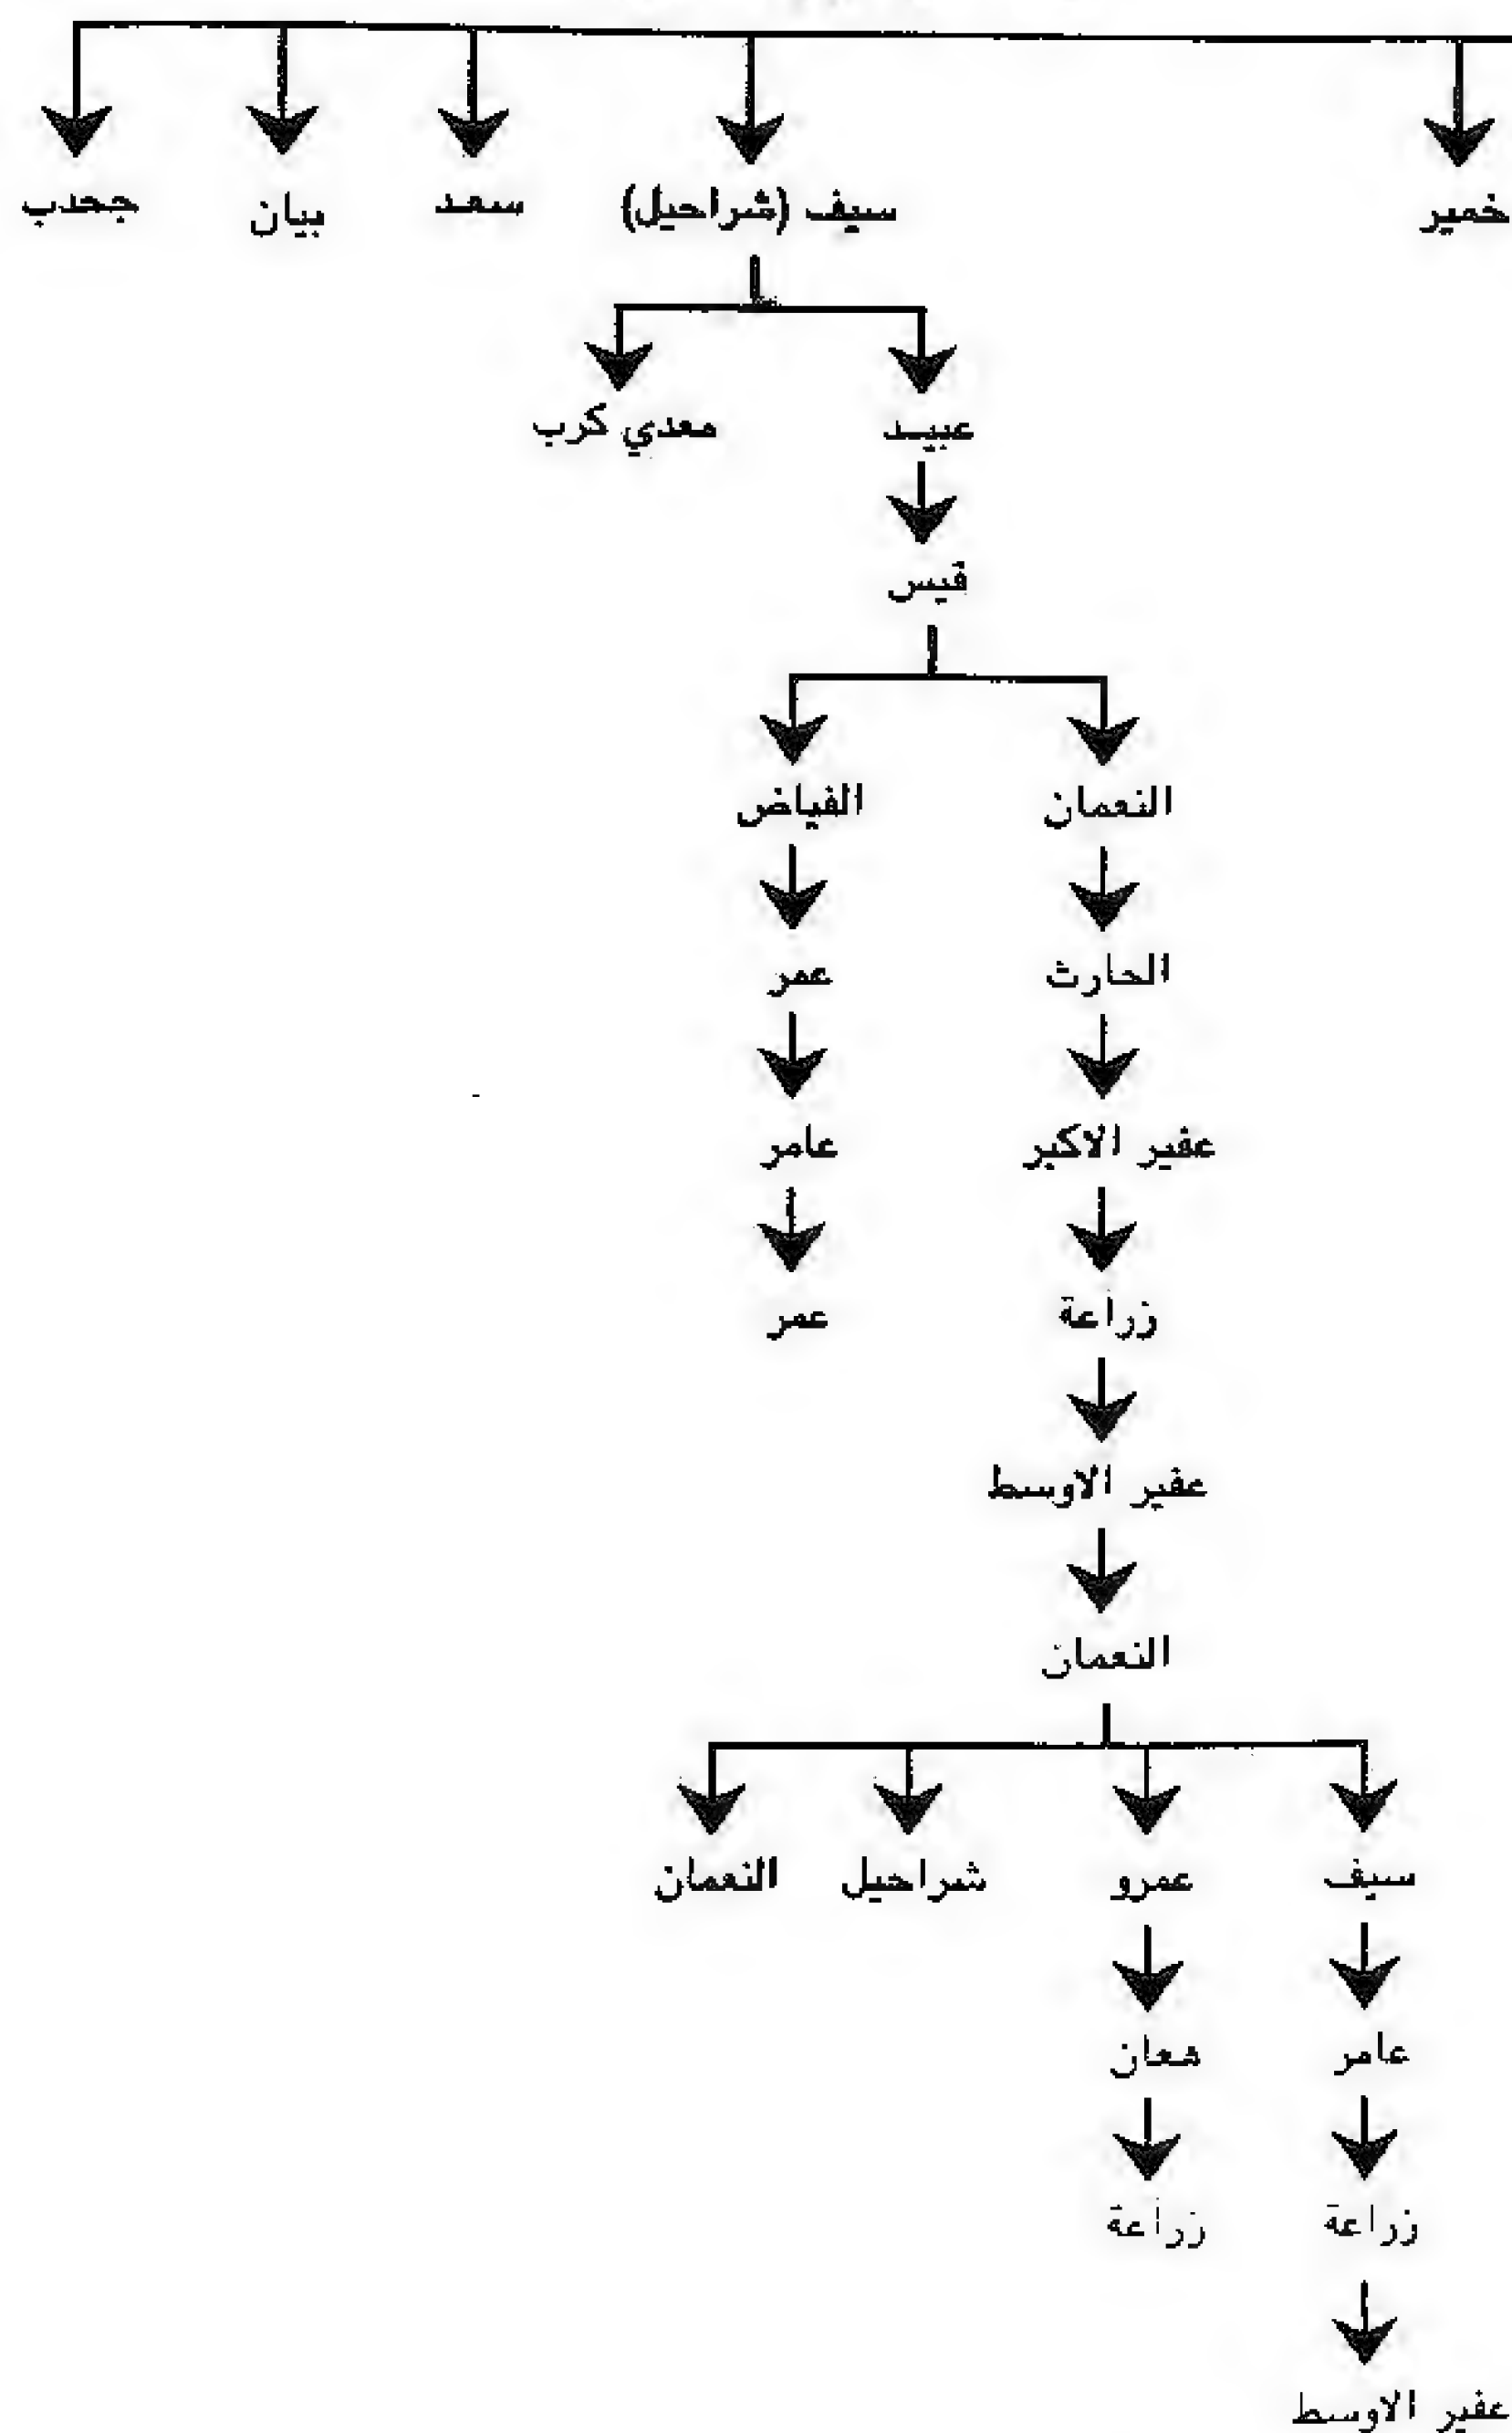 خمير سيف (شراحيل) سعد بيان جحدب
عبيد معدي كرب
قيس
النعمان الفياض
الحارث عمر
عفير الاكبر عامر
زراعة عمر
عفير الاوسط
النعمان
سيف عمرو شراحيل النعمان
عامر شعان
زراعة زراعة
عفير الاوسط